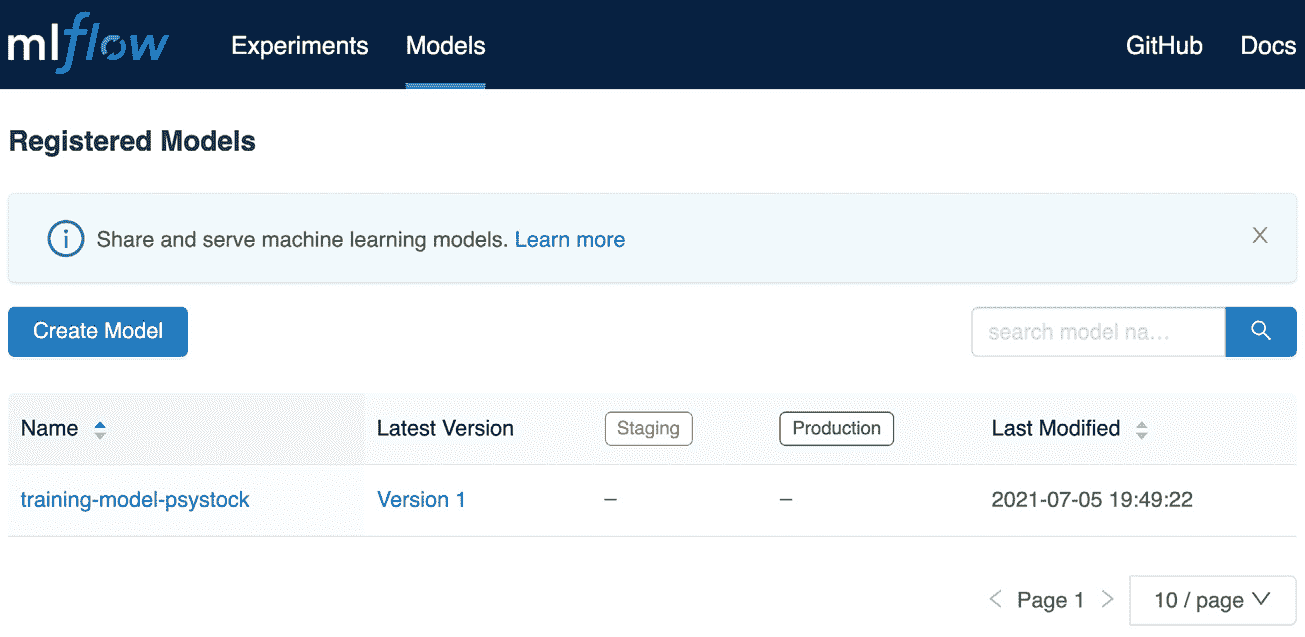 mlflow Experiments Models GitHub Docs
Registered Models
Share and serve machine learning models. Learn more
Create Model search model na...
Name Latest Version Staging Production Last Modified
training-model-psystock Version 1 – – 2021-07-05 19:49:22
Page 1 10 / page